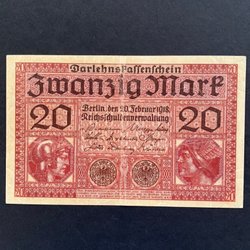 Darlehnskassenschein
Zwanzig Mark
20 20
Berlin, den 20. Februar 1918.
Reichsschuldenverwaltung